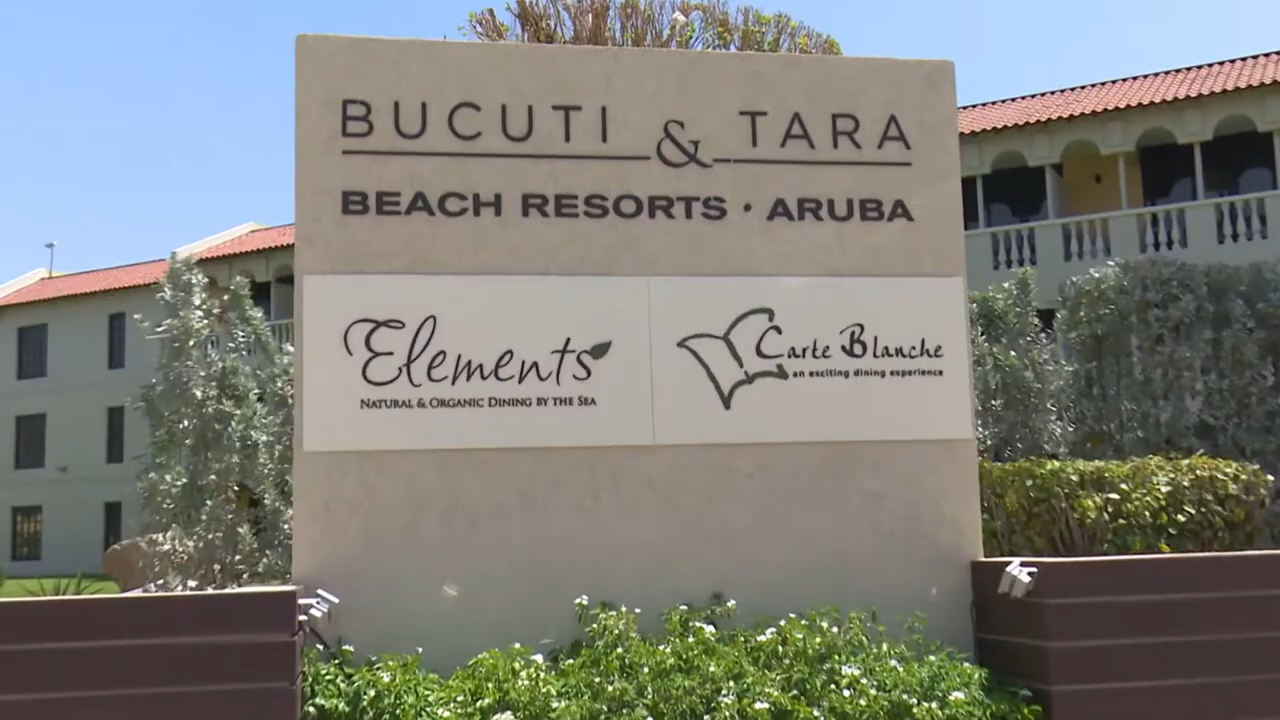 BUCUTI & TARA
BEACH RESORTS · ARUBA
Elements
NATURAL & ORGANIC DINING BY THE SEA
Carte Blanche
an exciting dining experience